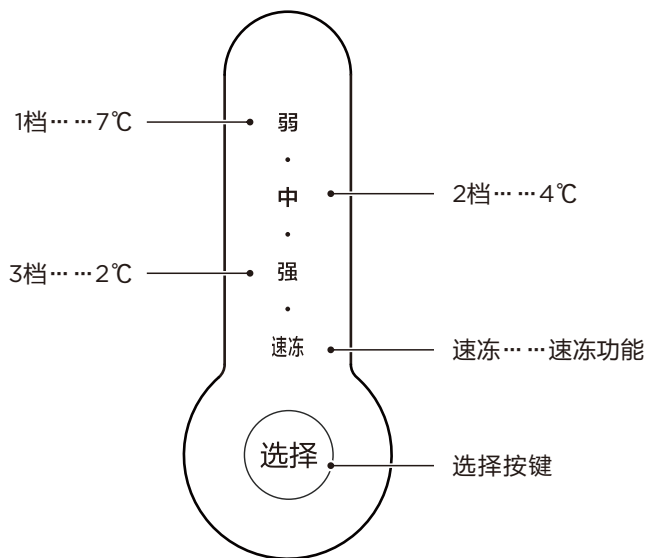 1档……7℃
弱
·
中
2档……4℃
·
3档……2℃
强
·
速冻
速冻……速冻功能
选择
选择按键